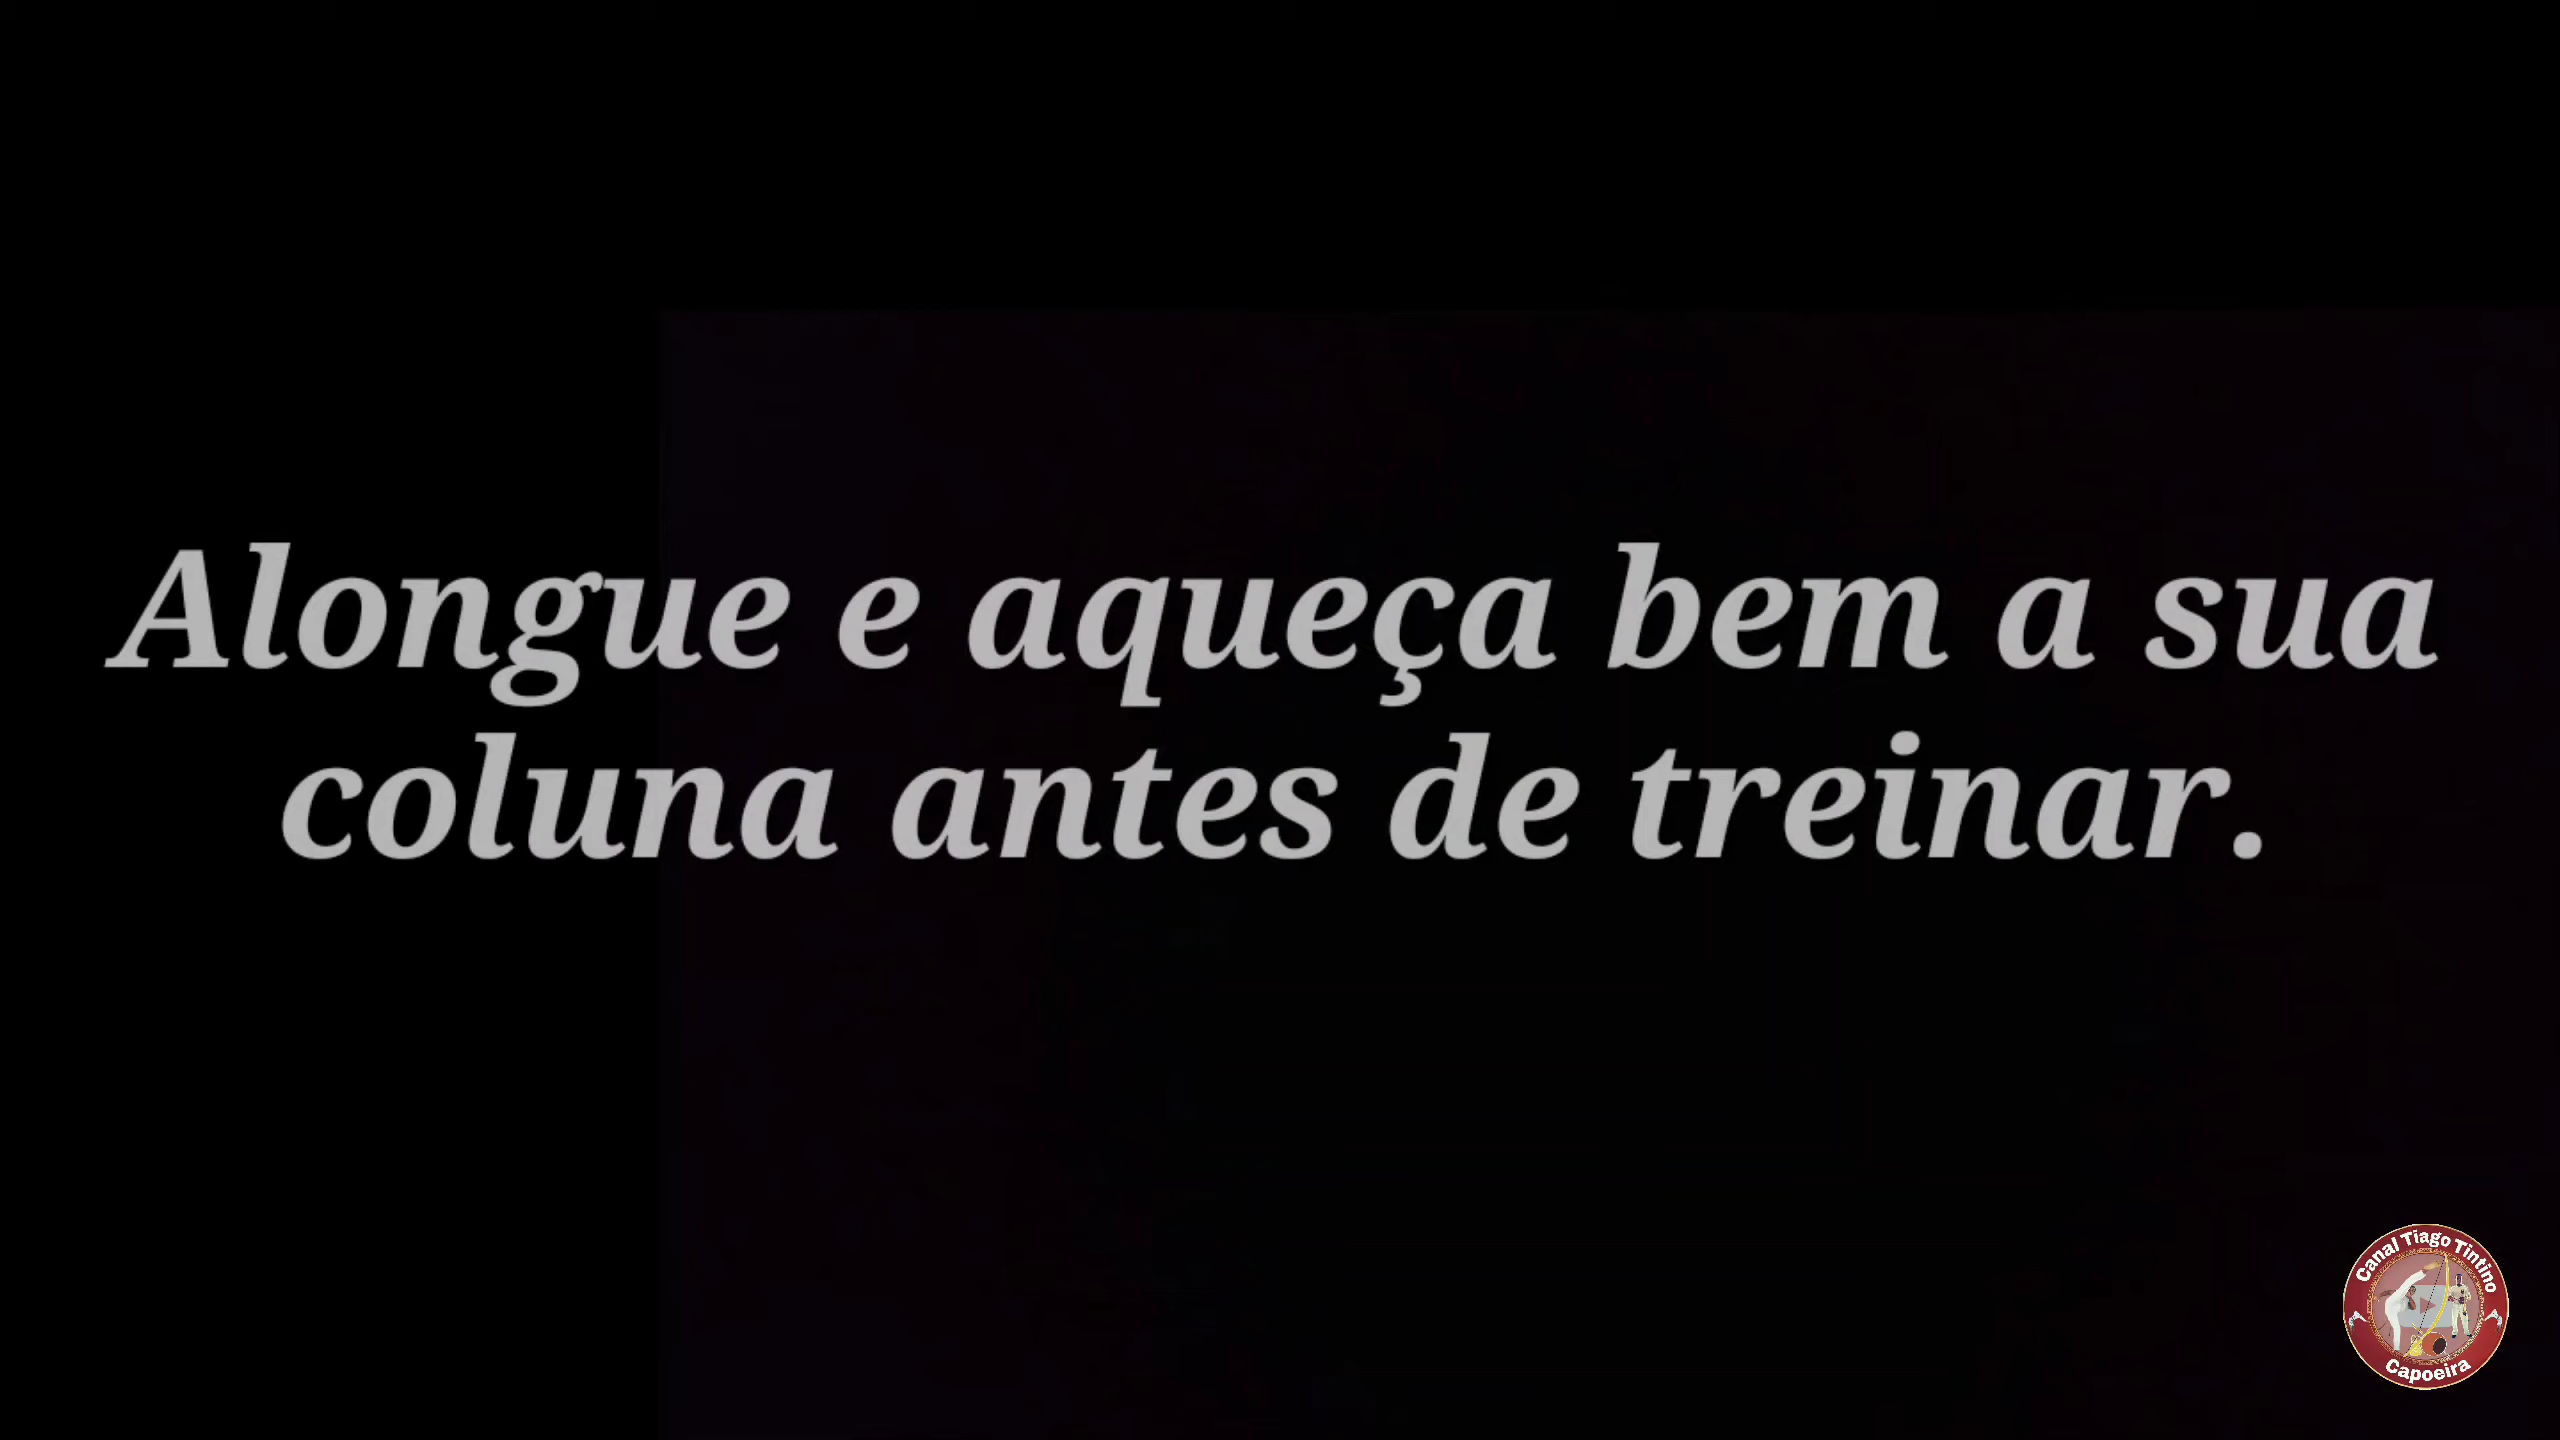 Alongue e aqueça bem a sua
coluna antes de treinar.
Canal Tiago Tintino
Capoeira